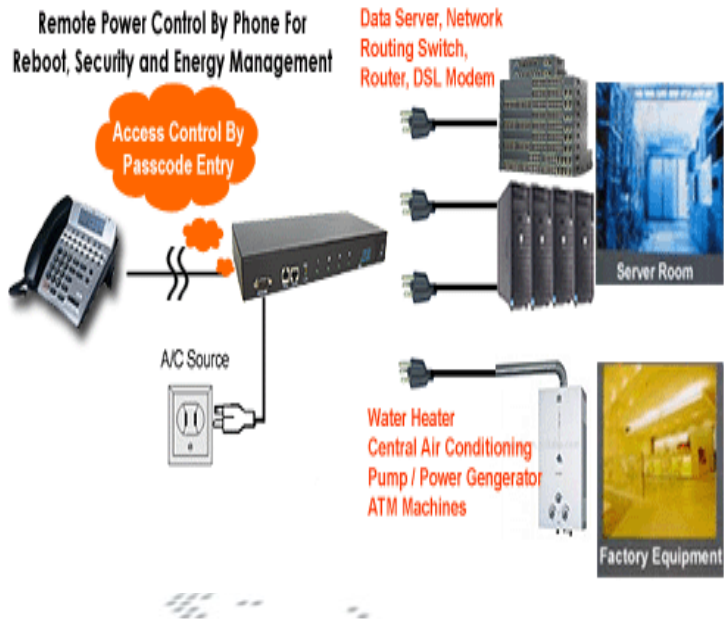 Remote Power Control By Phone For
Reboot, Security and Energy Management
Data Server, Network
Routing Switch,
Router, DSL Modem
Access Control By
Passcode Entry
Server Room
A/C Source
Water Heater
Central Air Conditioning
Pump / Power Gengerator
ATM Machines
Factory Equipment